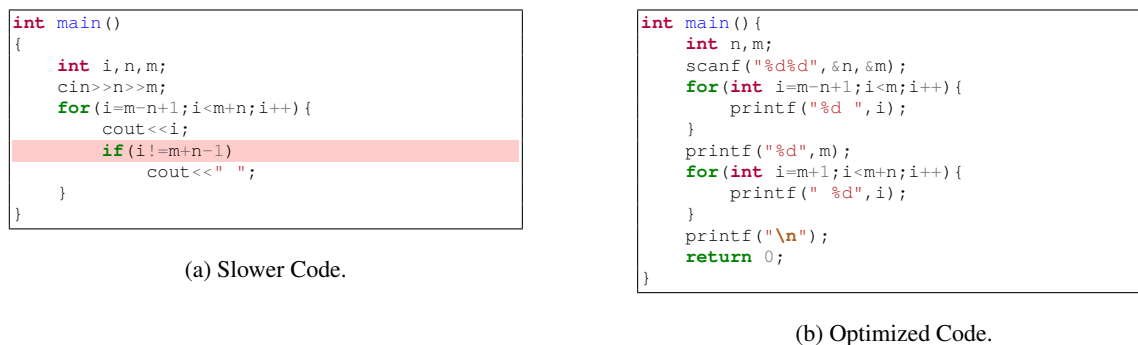 int main()
{
    int i,n,m;
    cin>>n>>m;
    for(i=m-n+1;i<m+n;i++){
        cout<<i;
        if(i!=m+n-1)
            cout<<" ";
    }
}
(a) Slower Code.
int main(){
    int n,m;
    scanf("%d%d",&n,&m);
    for(int i=m-n+1;i<m;i++){
        printf("%d ",i);
    }
    printf("%d",m);
    for(int i=m+1;i<m+n;i++){
        printf(" %d",i);
    }
    printf("\n");
    return 0;
}
(b) Optimized Code.